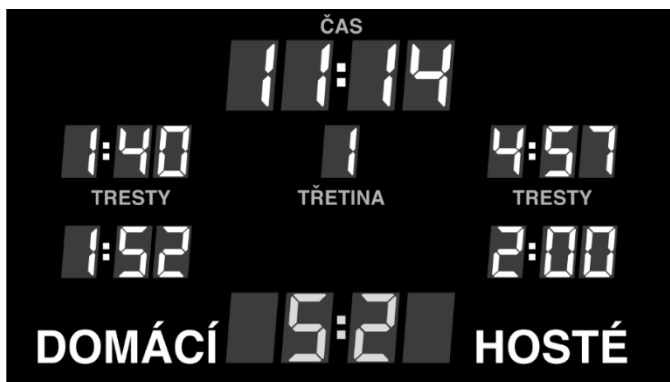 ČAS
11:14
1:40 1 4:57
TRESTY TŘETINA TRESTY
1:52 2:00
DOMÁCÍ 5:2 HOSTÉ